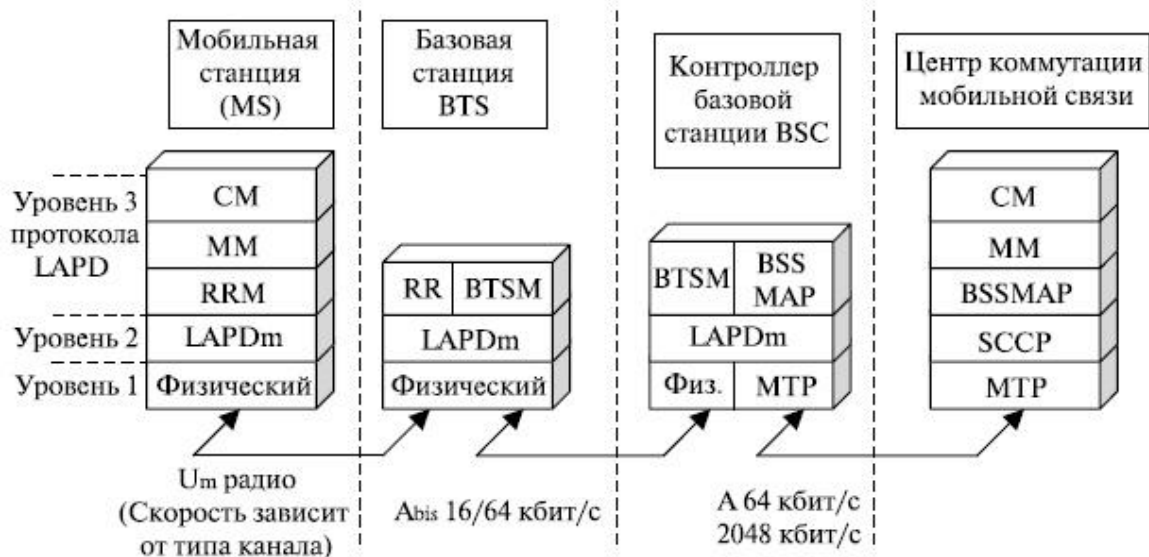 Мобильная
станция
(MS)
Базовая
станция
BTS
Контроллер
базовой
станции BSC
Центр коммутации
мобильной связи
Уровень 3
протокола
LAPD
Уровень 2
Уровень 1
CM
MM
RRM
LAPDm
Физический
RR BTSM
LAPDm
Физический
BTSM BSS
MAP
LAPDm
Физ. MTP
CM
MM
BSSMAP
SCCP
MTP
Um радио
(Скорость зависит
от типа канала)
Abis 16/64 кбит/с
A 64 кбит/с
2048 кбит/с